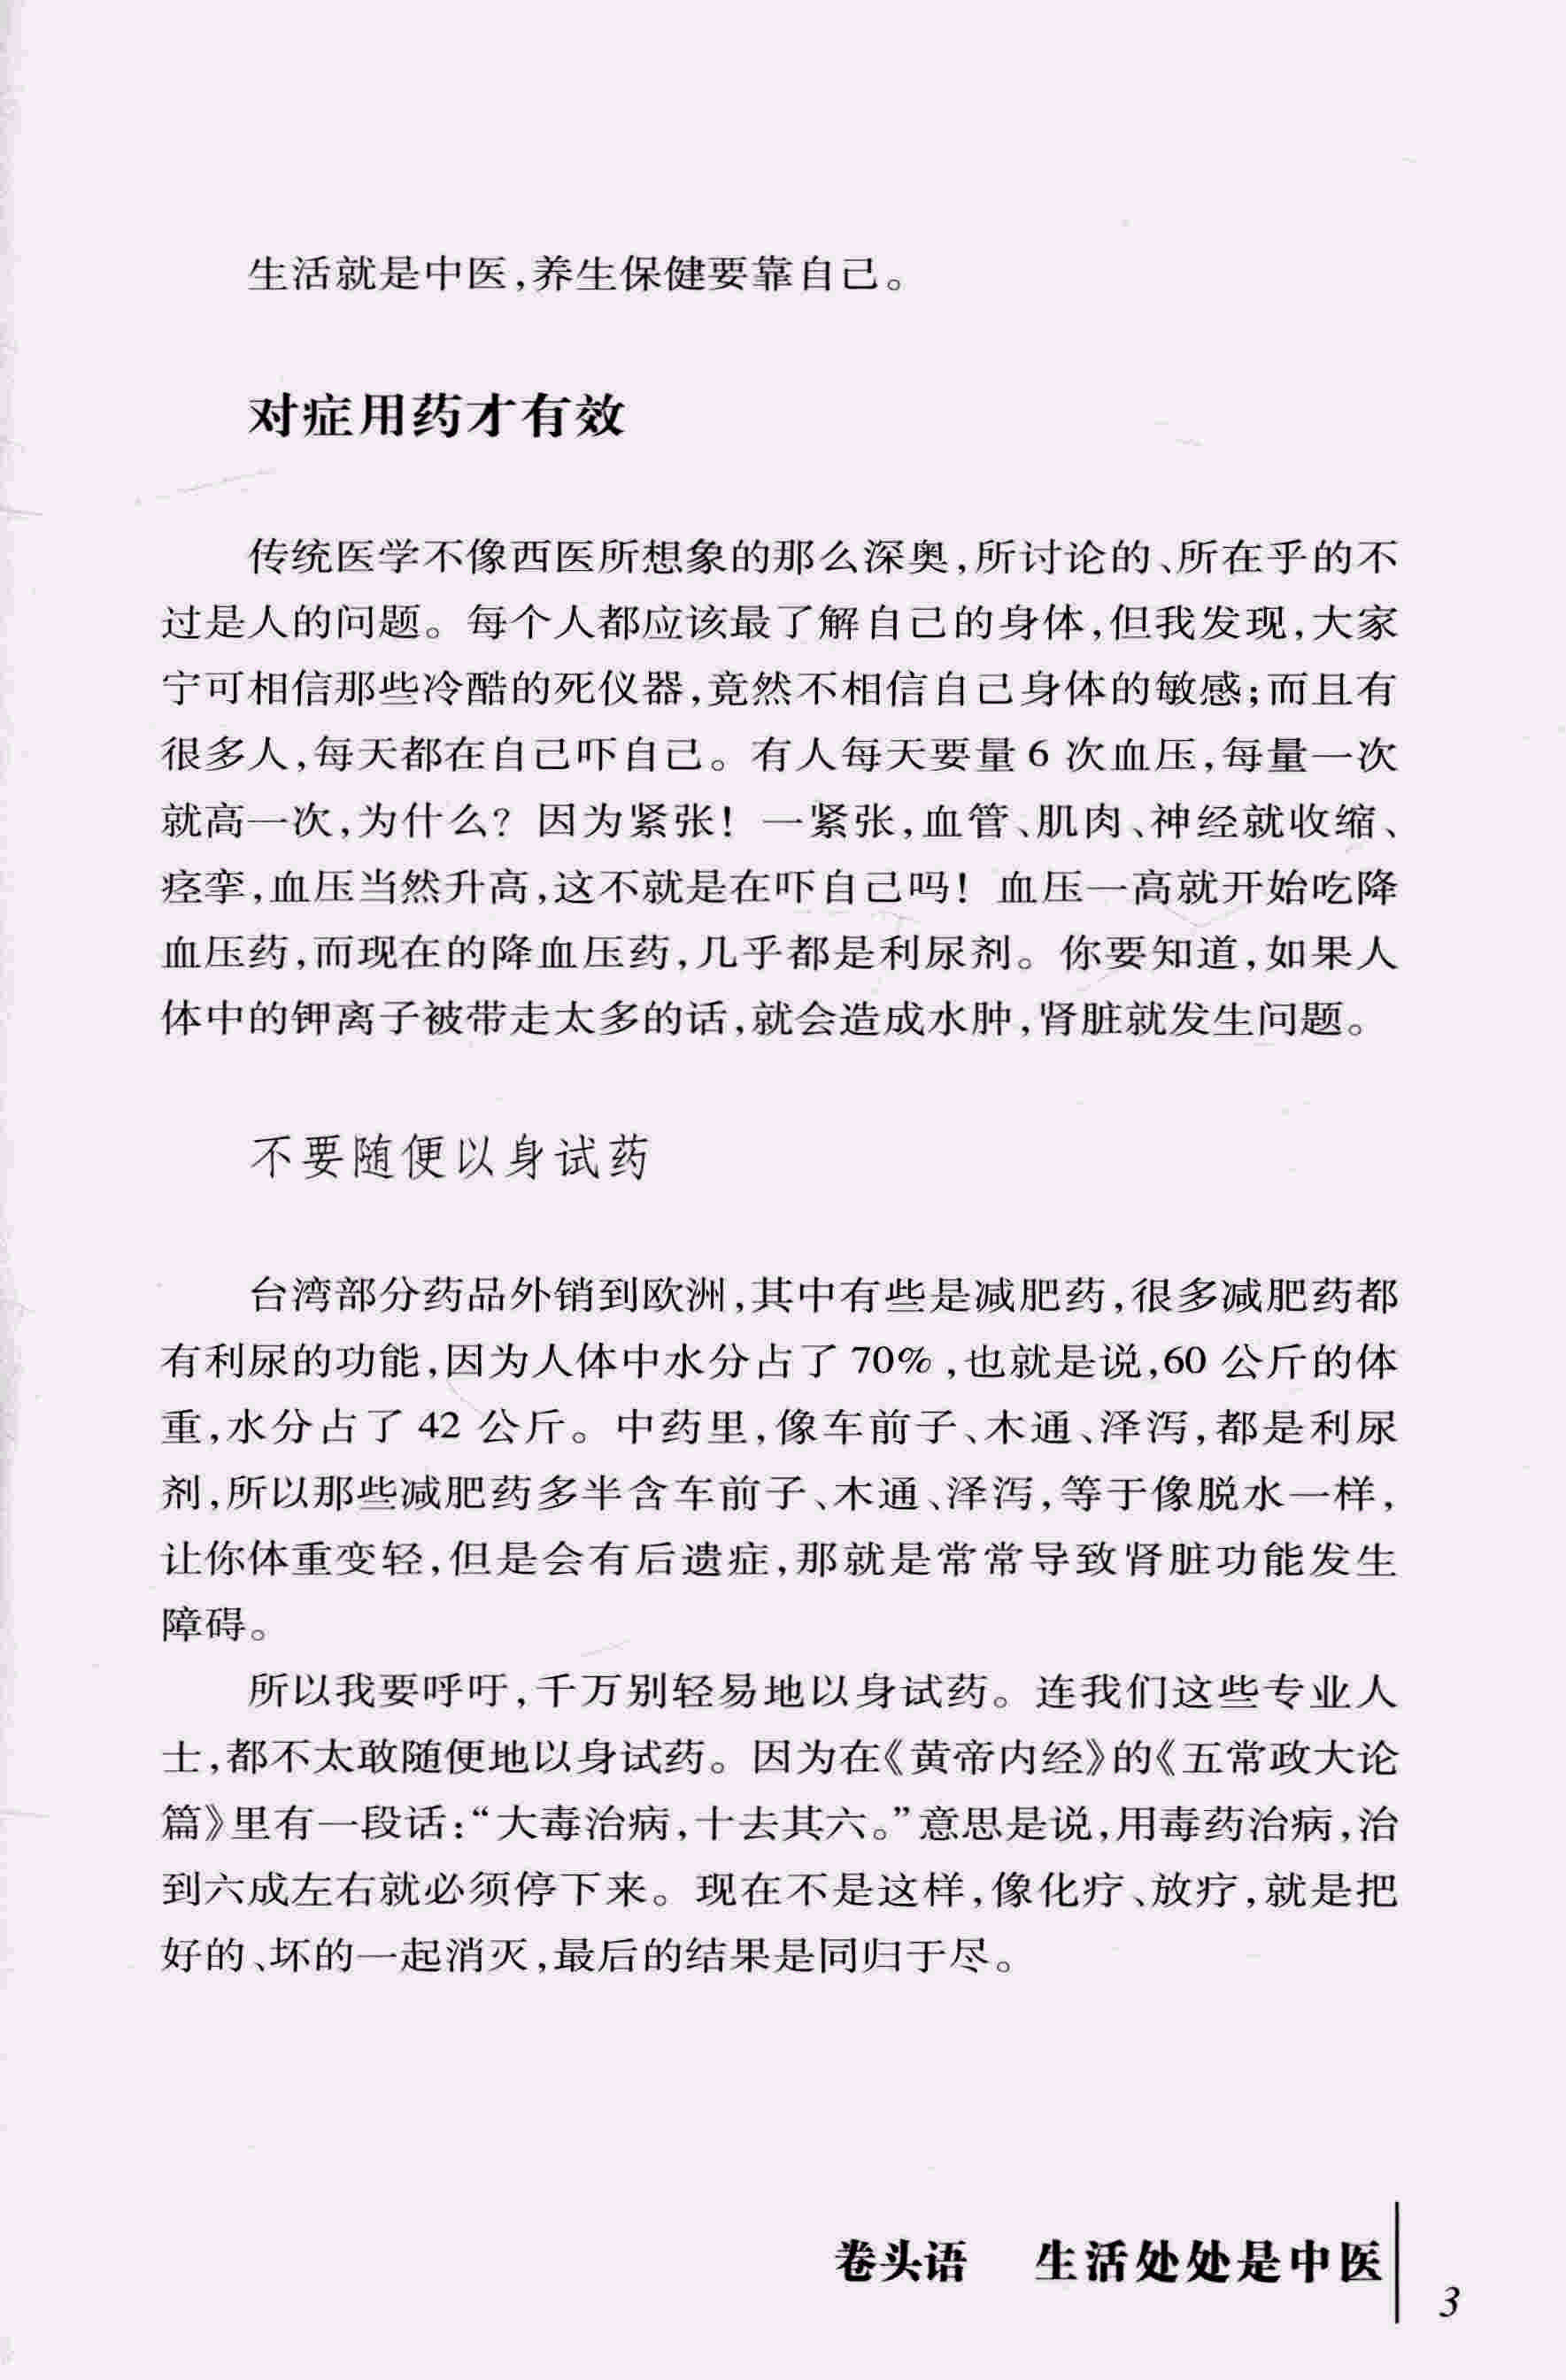 生活就是中医,养生保健要靠自己。
对症用药才有效
传统医学不像西医所想象的那么深奥,所讨论的、所在乎的不
过是人的问题。每个人都应该最了解自己的身体,但我发现,大家
宁可相信那些冷酷的死仪器,竟然不相信自己身体的敏感;而且有
很多人,每天都在自己吓自己。有人每天要量 6 次血压,每量一次
就高一次,为什么? 因为紧张! 一紧张,血管、肌肉、神经就收缩、
痉挛,血压当然升高,这不就是在吓自己吗! 血压一高就开始吃降
血压药,而现在的降血压药,几乎都是利尿剂。你要知道,如果人
体中的钾离子被带走太多的话,就会造成水肿,肾脏就发生问题。
不要随便以身试药
台湾部分药品外销到欧洲,其中有些是减肥药,很多减肥药都
有利尿的功能,因为人体中水分占了 70%,也就是说,60 公斤的体
重,水分占了 42 公斤。中药里,像车前子、木通、泽泻,都是利尿
剂,所以那些减肥药多半含车前子、木通、泽泻,等于像脱水一样,
让你体重变轻,但是会有后遗症,那就是常常导致肾脏功能发生
障碍。
所以我要呼吁,千万别轻易地以身试药。连我们这些专业人
士,都不太敢随便地以身试药。因为在《黄帝内经》的《五常政大论
篇》里有一段话:“大毒治病,十去其六。”意思是说,用毒药治病,治
到六成左右就必须停下来。现在不是这样,像化疗、放疗,就是把
好的、坏的一起消灭,最后的结果是同归于尽。
卷头语 生活处处是中医
3